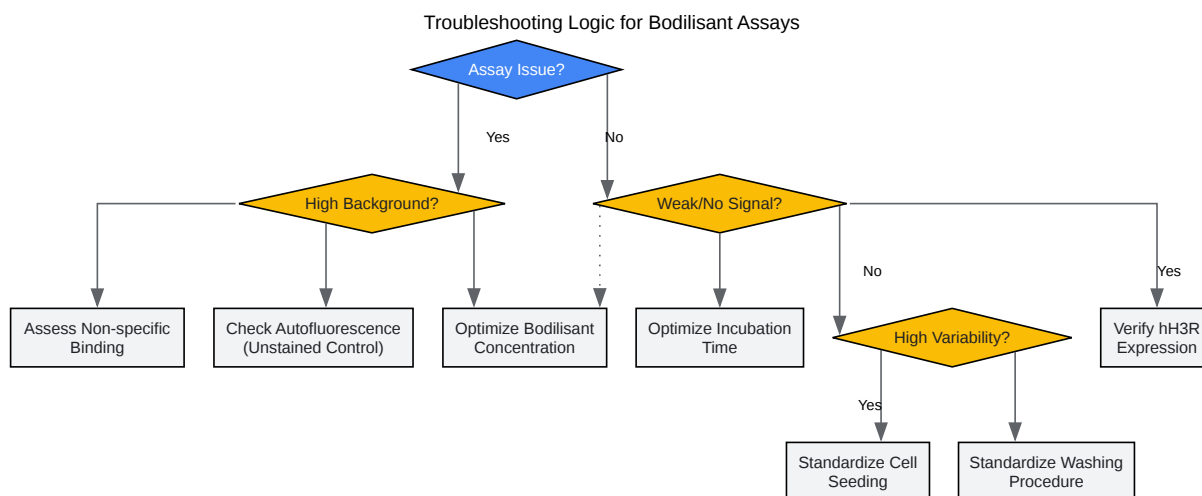 Troubleshooting Logic for Bodilisant Assays
Assay Issue?
Yes
No
High Background?
Weak/No Signal?
No
Yes
Assess Non-specific
Binding
Check Autofluorescence
(Unstained Control)
Optimize Bodilisant
Concentration
Optimize Incubation
Time
High Variability?
Verify hH3R
Expression
Yes
Standardize Cell
Seeding
Standardize Washing
Procedure